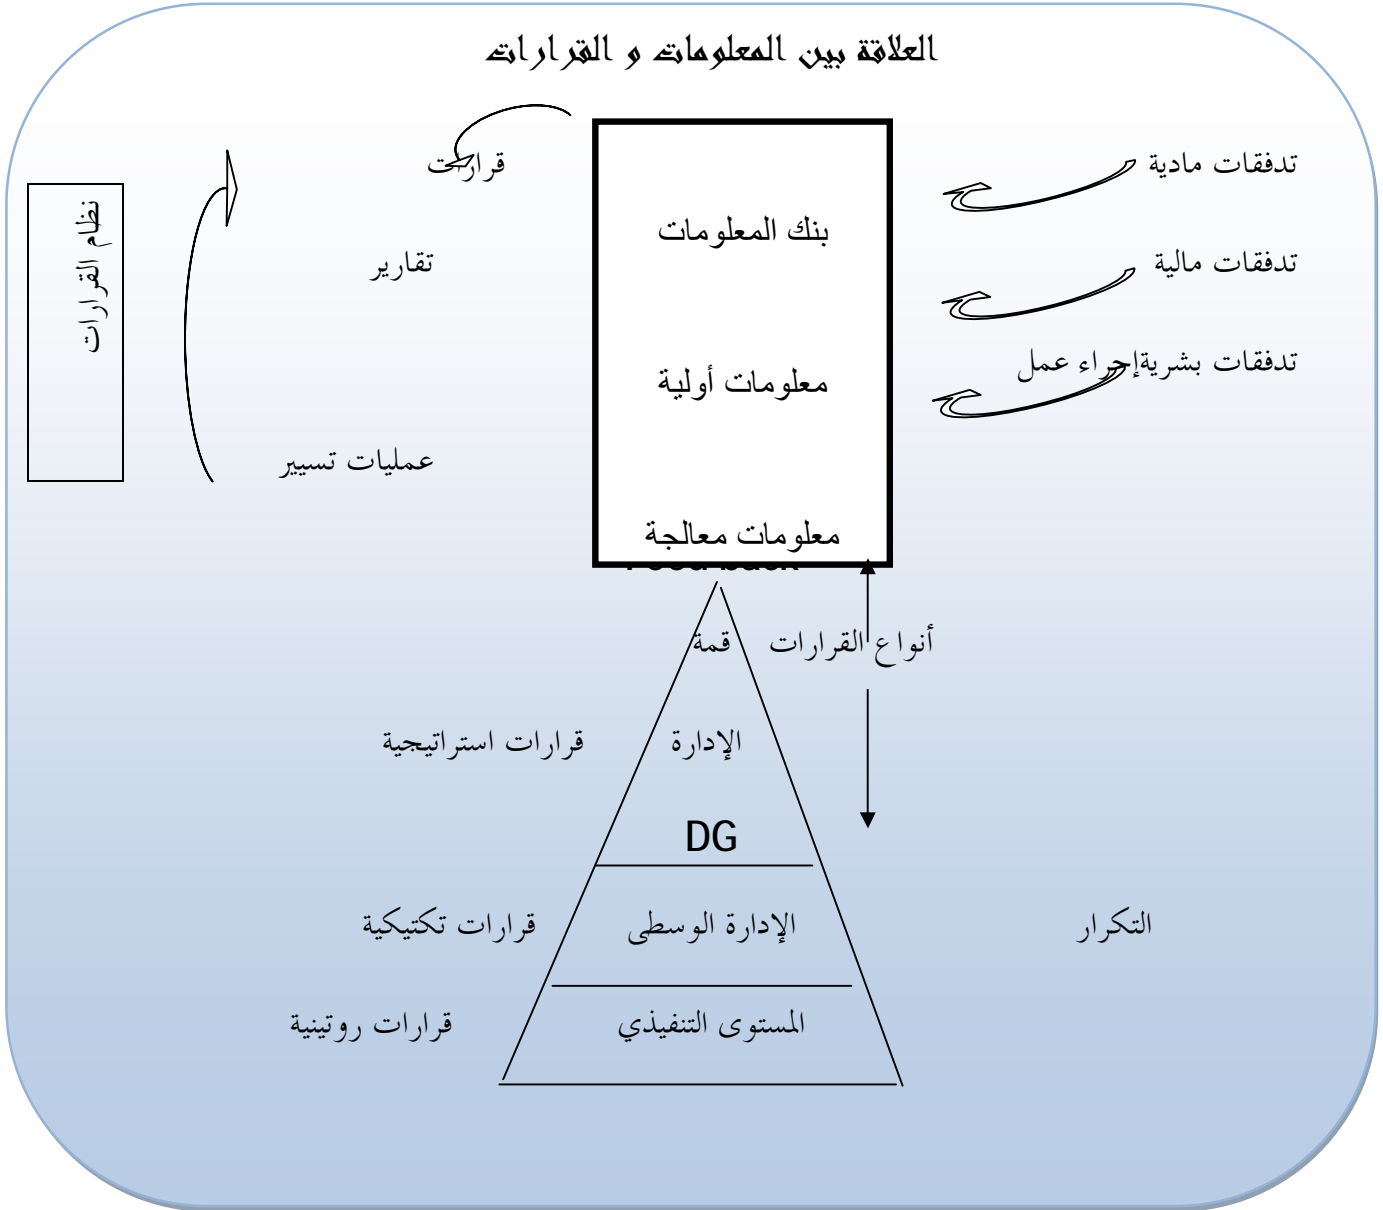 العلاقة بين المعلومات و القرارات
تدفقات مادية
قرارات
بنك المعلومات
تدفقات مالية
تقارير
نظام القرارات
تدفقات بشريةإجراء عمل
معلومات أولية
عمليات تسيير
معلومات معالجة
أنواع القرارات
قمة
الإدارة
قرارات استراتيجية
DG
التكرار
الإدارة الوسطى
قرارات تكتيكية
المستوى التنفيذي
قرارات روتينية